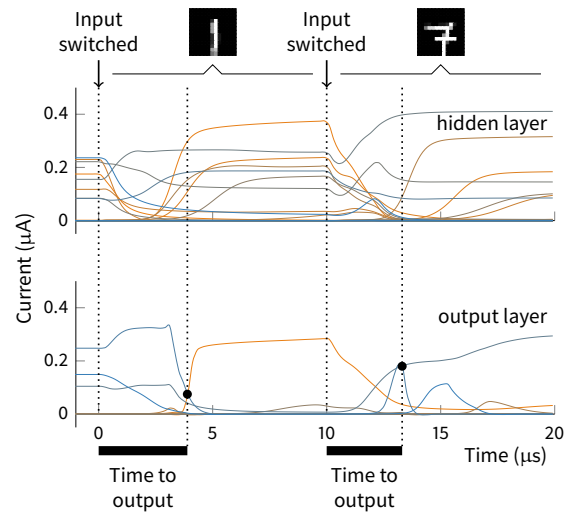 Input
switched
Input
switched
0.4
0.2
0
hidden layer
Current (μA)
0.4
0.2
0
output layer
0
5
10
15
20
Time (μs)
Time to
output
Time to
output